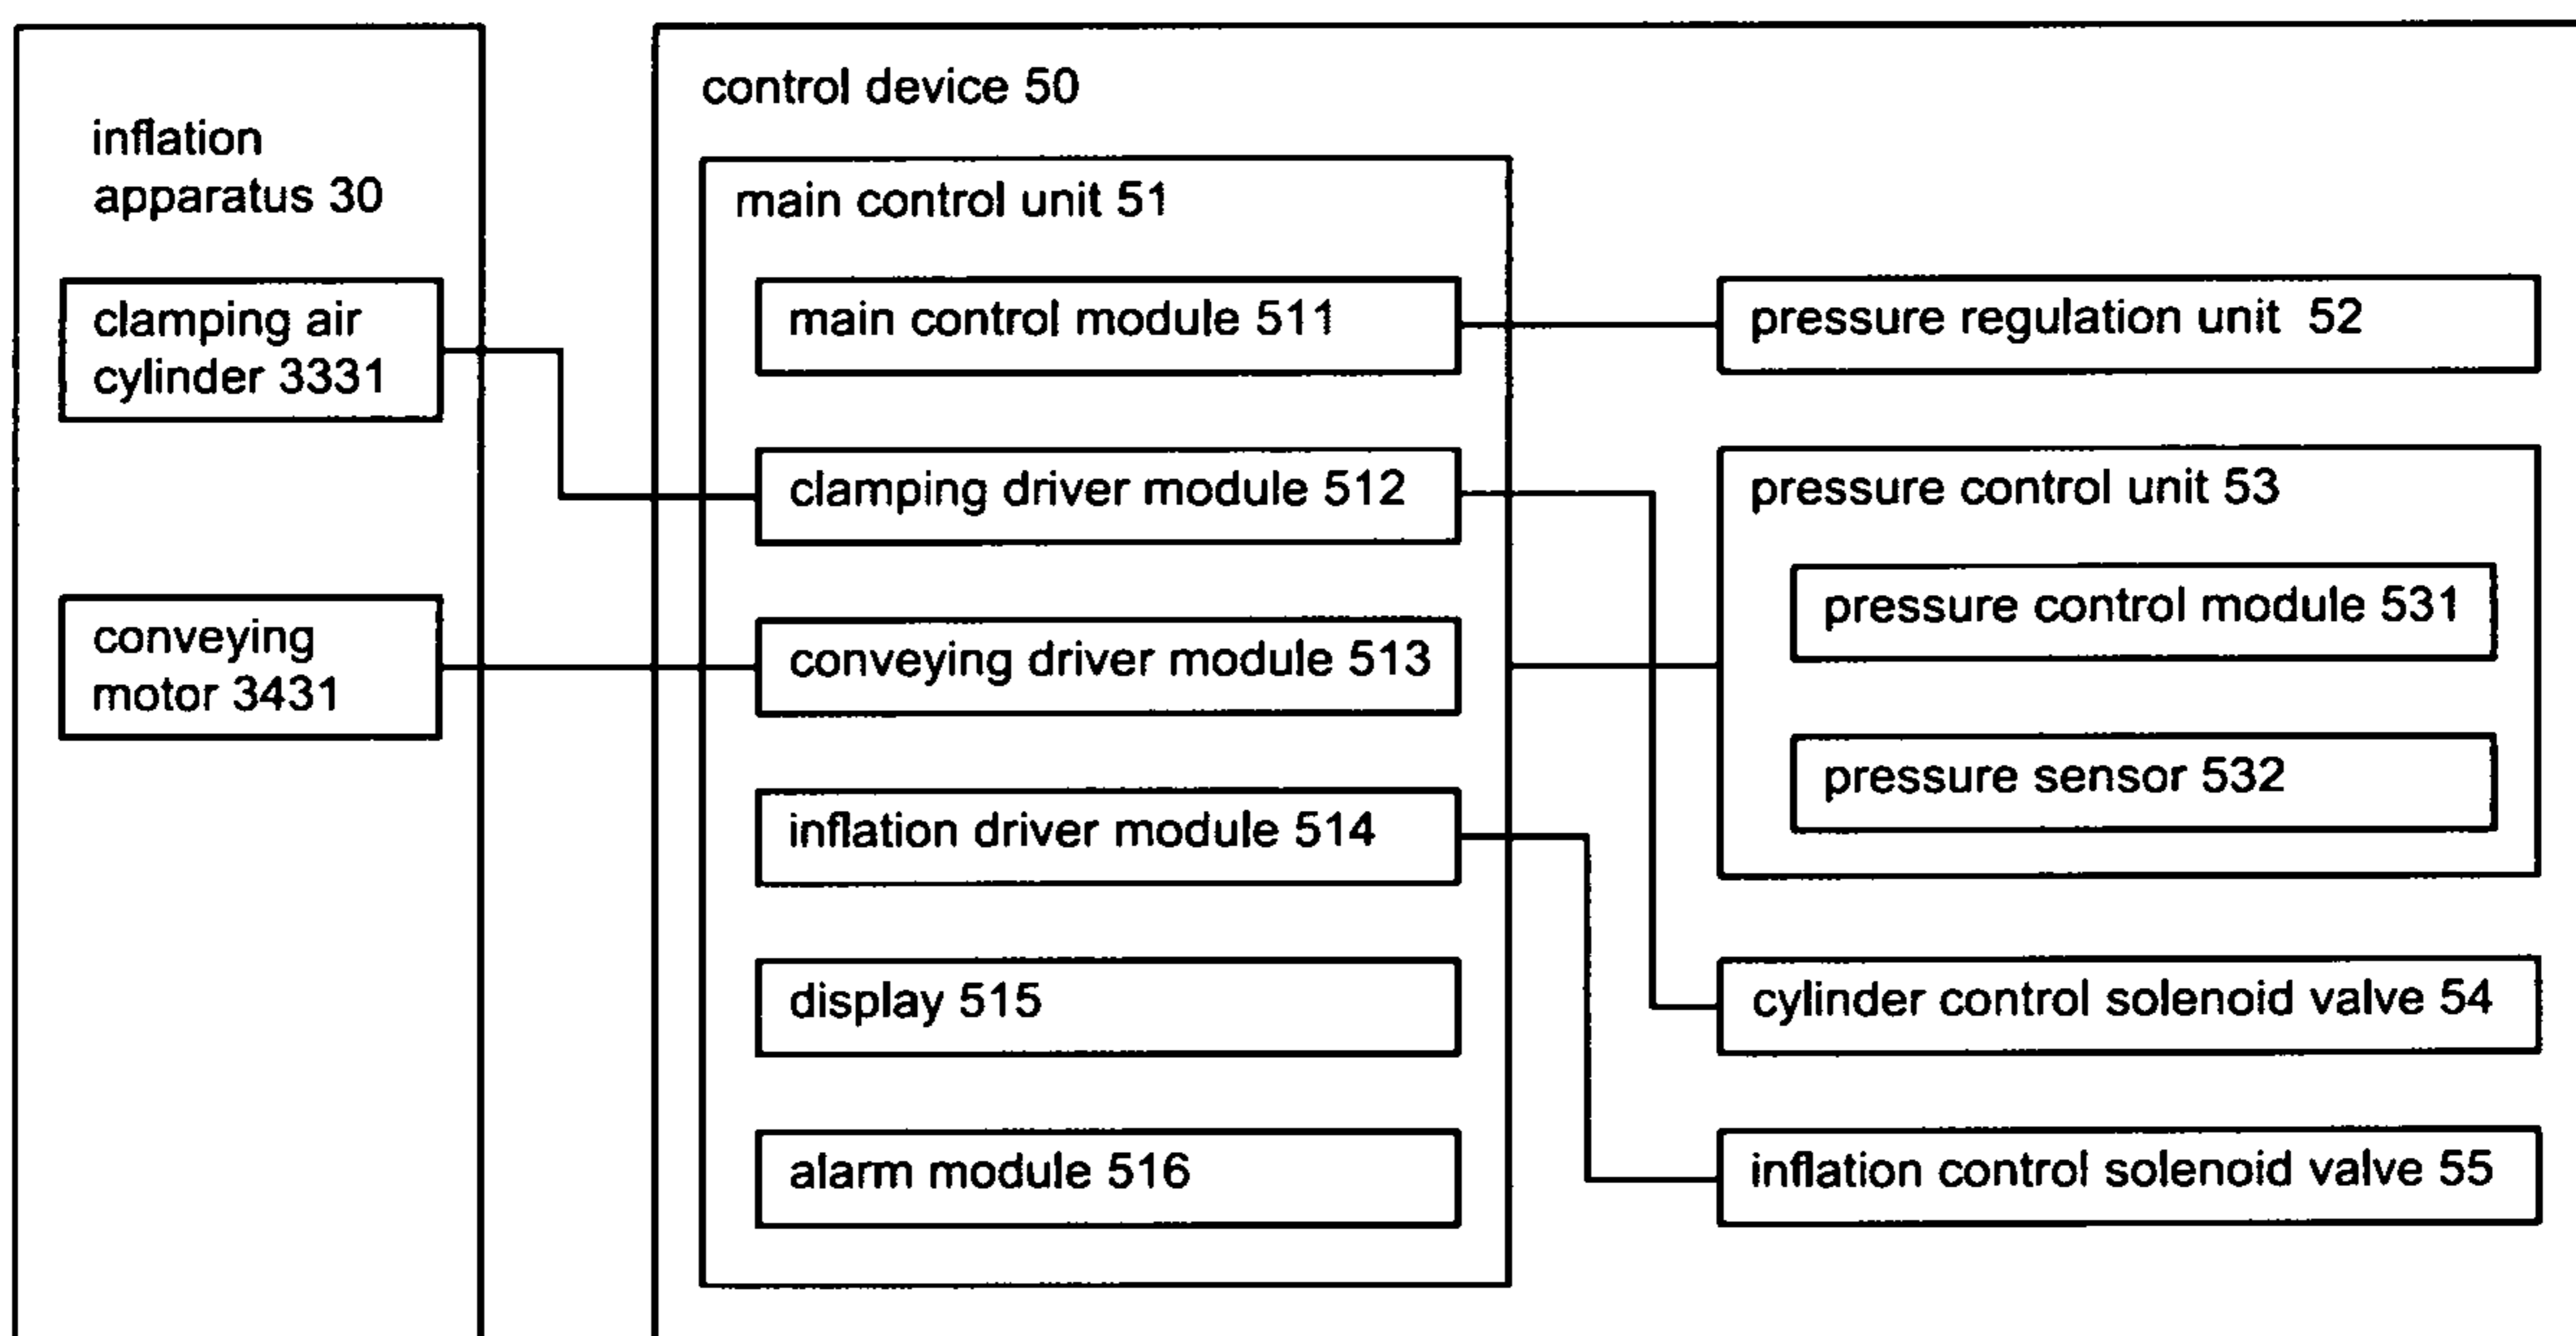 inflation
apparatus 30
clamping air
cylinder 3331
conveying
motor 3431
control device 50
main control unit 51
main control module 511
clamping driver module 512
conveying driver module 513
inflation driver module 514
display 515
alarm module 516
pressure regulation unit 52
pressure control unit 53
pressure control module 531
pressure sensor 532
cylinder control solenoid valve 54
inflation control solenoid valve 55